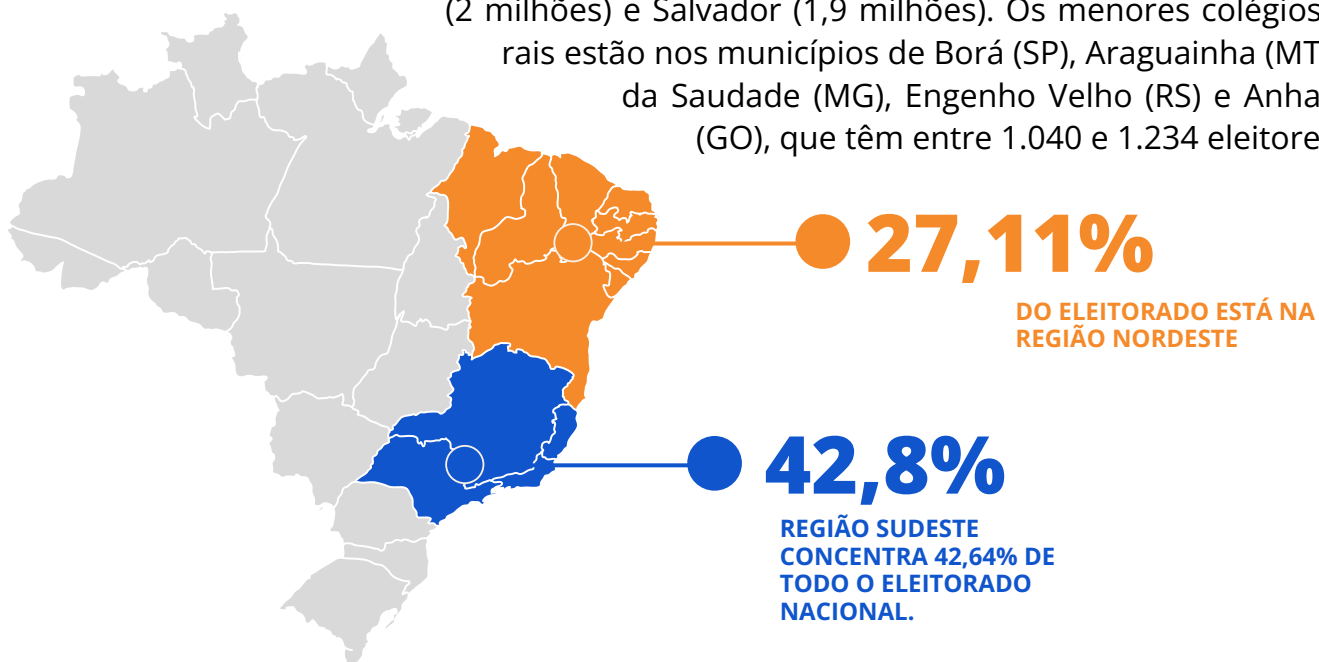 (2 milhões) e Salvador (1,9 milhões). Os menores colégios
rais estão nos municípios de Borá (SP), Araguainha (MT
da Saudade (MG), Engenho Velho (RS) e Anha
(GO), que têm entre 1.040 e 1.234 eleitore
27,11%
DO ELEITORADO ESTÁ NA
REGIÃO NORDESTE
42,8%
REGIÃO SUDESTE
CONCENTRA 42,64% DE
TODO O ELEITORADO
NACIONAL.